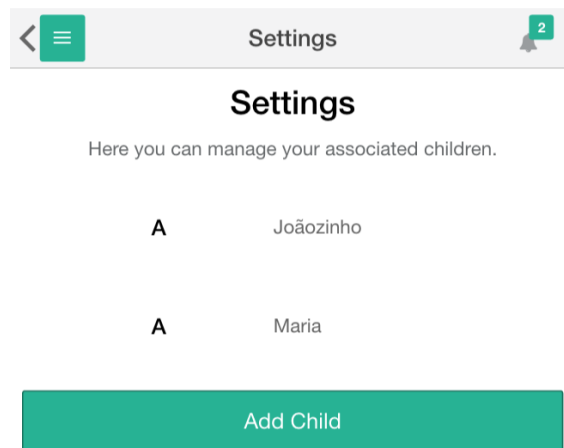 Settings
2
Settings
Here you can manage your associated children.
A Joãozinho
A Maria
Add Child